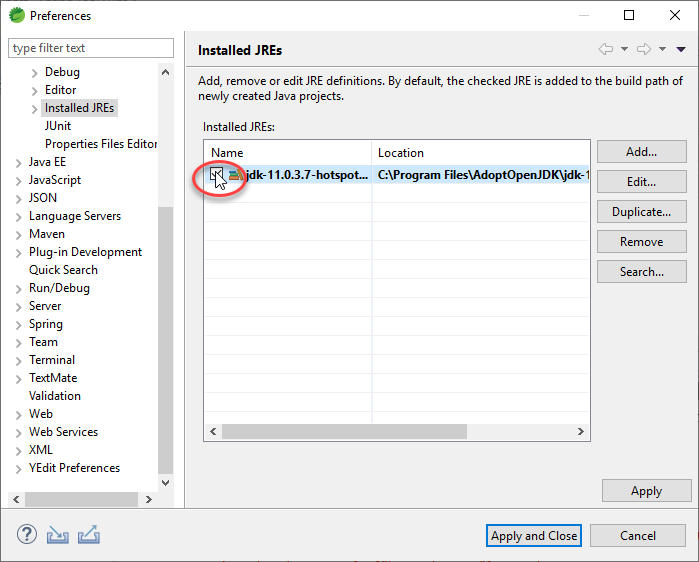 Preferences
type filter text
Debug
Editor
Installed JREs
JUnit
Properties Files Editor
Java EE
JavaScript
JSON
Language Servers
Maven
Plug-in Development
Quick Search
Run/Debug
Server
Spring
Team
Terminal
TextMate
Validation
Web
Web Services
XML
YEdit Preferences
Installed JREs
Add, remove or edit JRE definitions. By default, the checked JRE is added to the build path of
newly created Java projects.
Installed JREs:
Name Location
jdk-11.0.3.7-hotspot... C:\Program Files\AdoptOpenJDK\jdk-1
Add...
Edit...
Duplicate...
Remove
Search...
Apply
Apply and Close Cancel